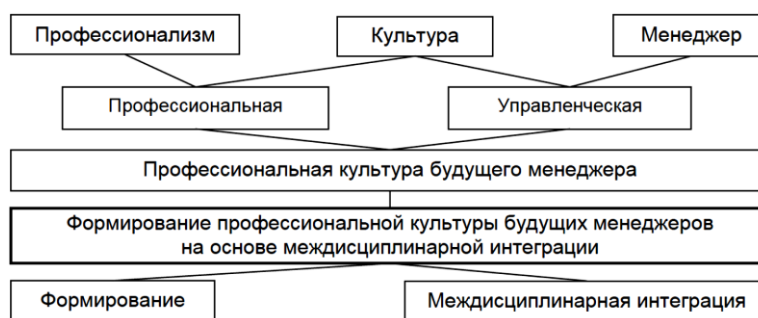 Профессионализм
Культура
Менеджер
Профессиональная
Управленческая
Профессиональная культура будущего менеджера
Формирование профессиональной культуры будущих менеджеров
на основе междисциплинарной интеграции
Формирование
Междисциплинарная интеграция